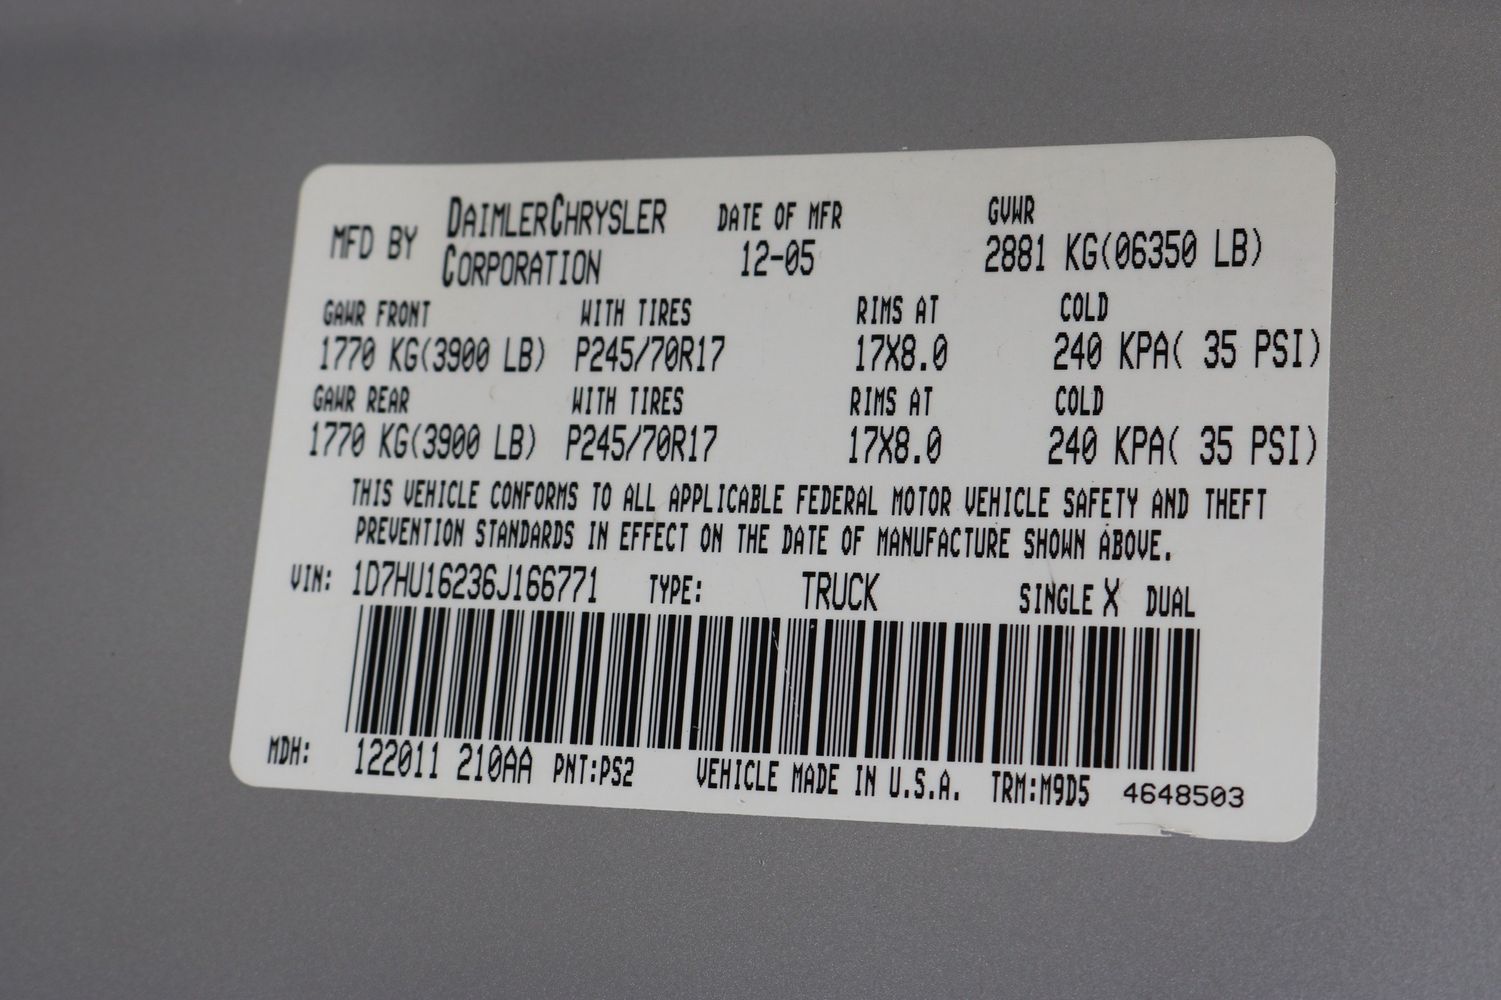 MFD BY DAIMLERCHRYSLER CORPORATION DATE OF MFR 12-05 GVWR 2881 KG(06350 LB)
GAWR FRONT WITH TIRES RIMS AT COLD
1770 KG(3900 LB) P245/70R17 17X8.0 240 KPA( 35 PSI)
GAWR REAR WITH TIRES RIMS AT COLD
1770 KG(3900 LB) P245/70R17 17X8.0 240 KPA( 35 PSI)
THIS VEHICLE CONFORMS TO ALL APPLICABLE FEDERAL MOTOR VEHICLE SAFETY AND THEFT
PREVENTION STANDARDS IN EFFECT ON THE DATE OF MANUFACTURE SHOWN ABOVE.
VIN: 1D7HU16236J166771 TYPE: TRUCK SINGLE X DUAL
MDH: 122011 210AA PNT:PS2 VEHICLE MADE IN U.S.A. TRM:M9D5 4648503